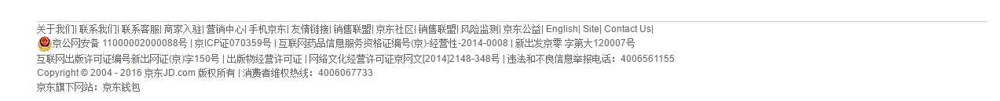 关于我们| 联系我们| 联系客服| 商家入驻| 营销中心| 手机京东| 友情链接| 销售联盟| 京东社区| 销售联盟| 风险监测| 京东公益| English| Site| Contact Us|
京公网安备 11000002000088号 | 京ICP证070359号 | 互联网药品信息服务资格证编号(京)-经营性-2014-0008 | 新出发京零 字第大120007号
互联网出版许可证编号新出网证(京)字150号 | 出版物经营许可证 | 网络文化经营许可证京网文[2014]2148-348号 | 违法和不良信息举报电话：4006561155
Copyright © 2004 - 2016 京东JD.com 版权所有 | 消费者维权热线：4006067733
京东旗下网站：京东钱包